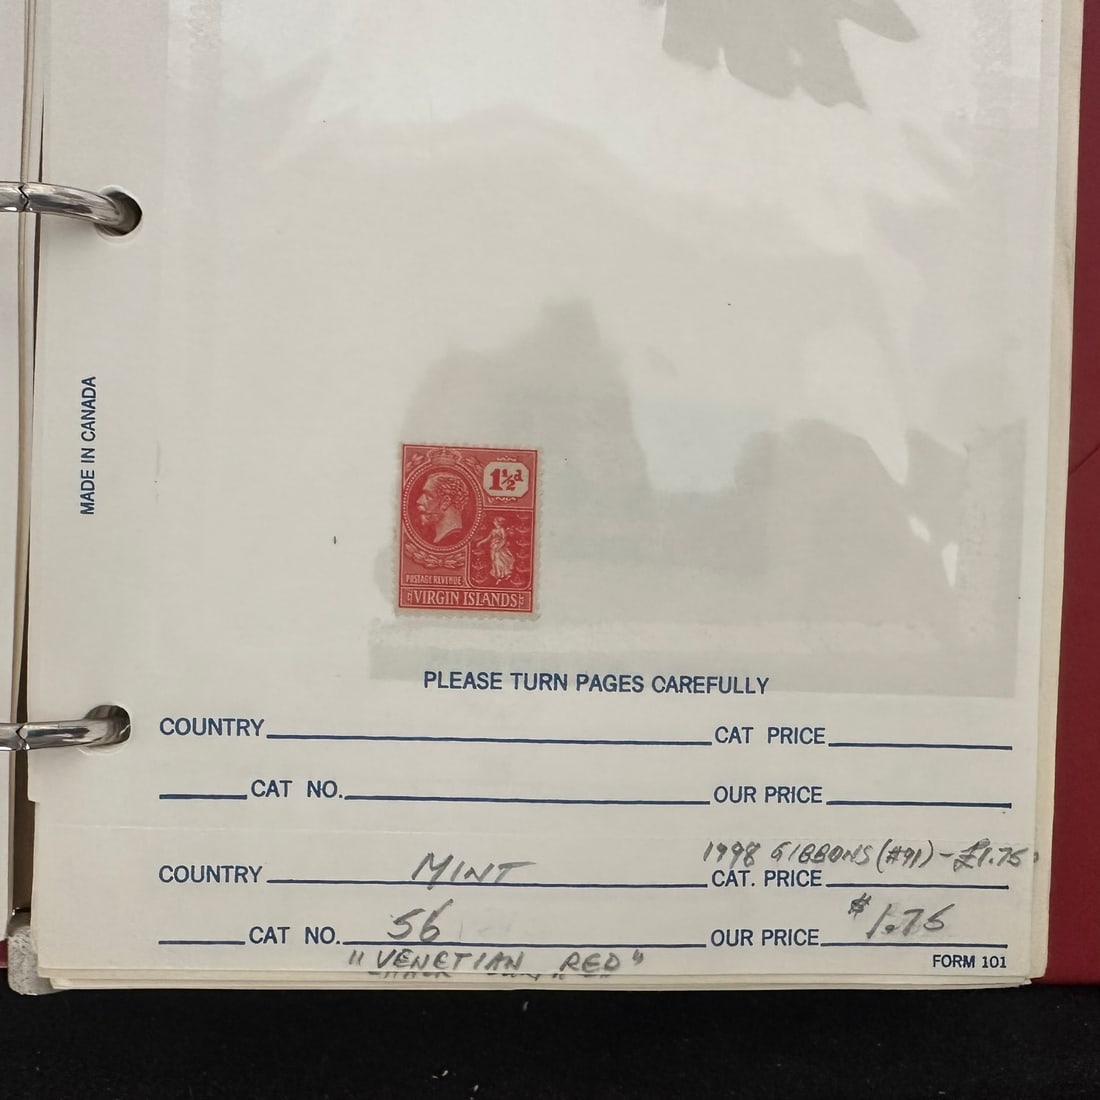 MADE IN CANADA
1½d
POSTAGE REVENUE
VIRGIN ISLANDS
PLEASE TURN PAGES CAREFULLY
COUNTRY CAT PRICE
CAT NO. OUR PRICE
1998 GIBBONS (#91) - £1.75
COUNTRY MINT CAT. PRICE
CAT NO. 56 OUR PRICE $1.75
"VENETIAN RED"
FORM 101